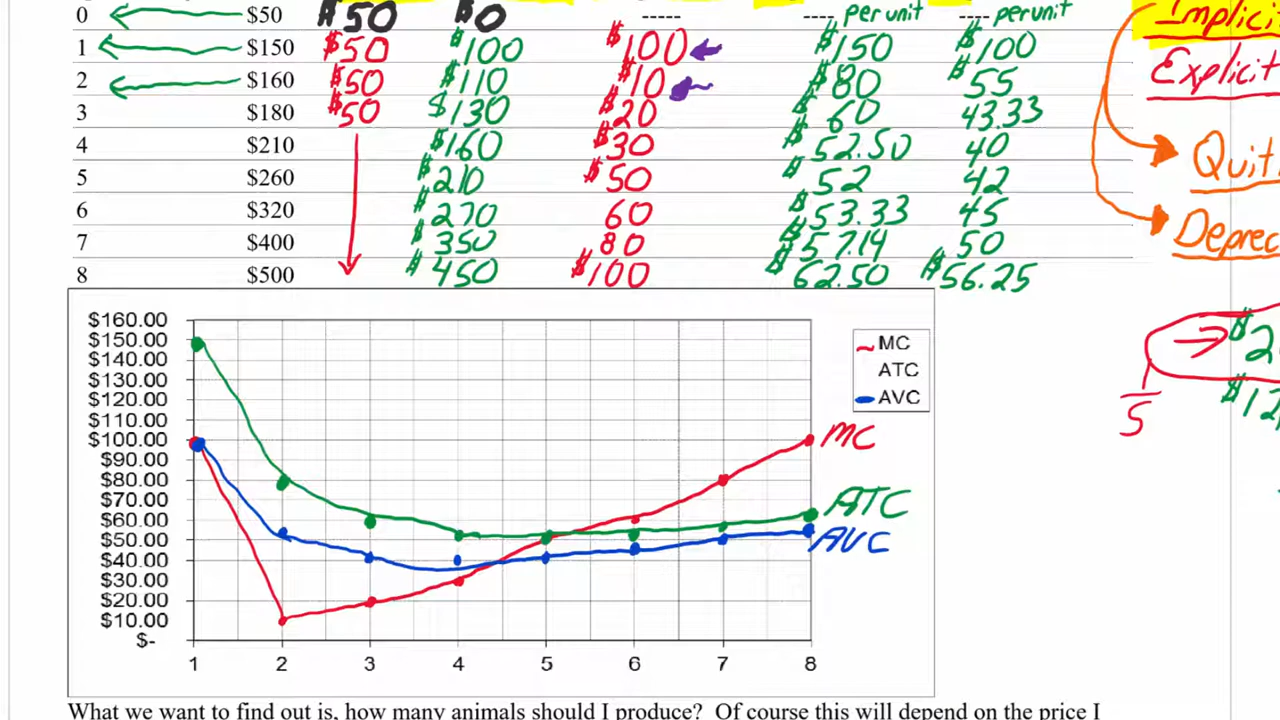 0 $50 $50 $0 ----- ---- per unit ---- per unit
1 $150 $50 $100 $100 $150 $100
2 $160 $50 $110 $10 $80 $55
3 $180 $50 $130 $20 $60 43.33
4 $210 $160 $30 $52.50 40
5 $260 $210 $50 $52 42
6 $320 $270 60 $53.33 45
7 $400 $350 80 $57.14 50
8 $500 $450 $100 $62.50 $56.25
Implicit
Explicit
Quit
Deprec
$160.00
$150.00
$140.00
$130.00
$120.00
$110.00
$100.00
$90.00
$80.00
$70.00
$60.00
$50.00
$40.00
$30.00
$20.00
$10.00
$-
1 2 3 4 5 6 7 8
MC
ATC
AVC
MC
ATC
AVC
$2
$12
5
What we want to find out is, how many animals should I produce? Of course this will depend on the price I